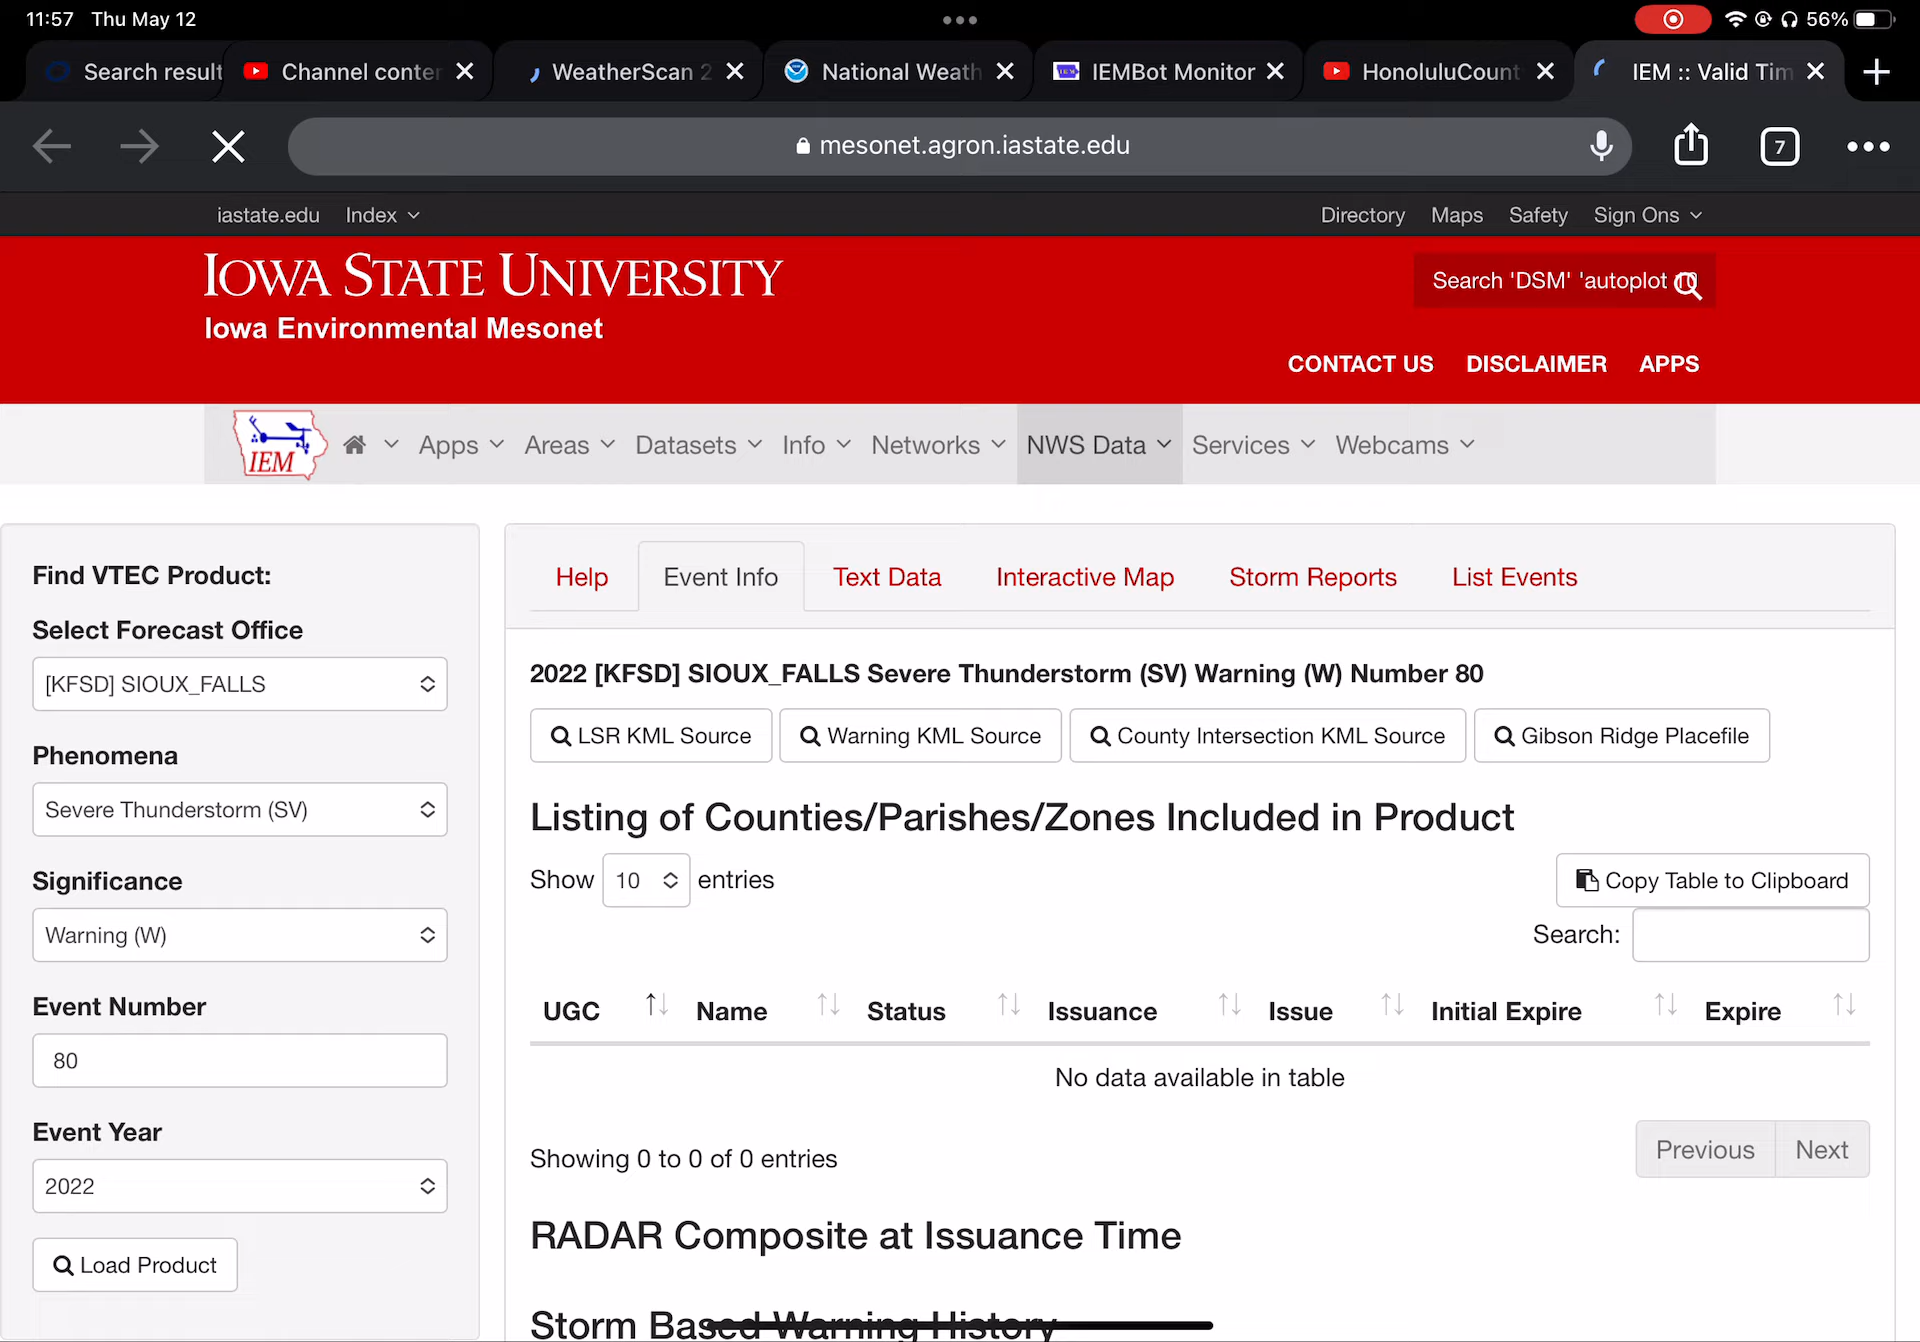 11:57 Thu May 12
56%
Search result
Channel conter
WeatherScan 2
National Weath
IEMBot Monitor
HonoluluCount
IEM :: Valid Tim
mesonet.agron.iastate.edu
7
iastate.edu Index
Directory Maps Safety Sign Ons
IOWA STATE UNIVERSITY
Iowa Environmental Mesonet
Search 'DSM' 'autoplot 10
CONTACT US DISCLAIMER APPS
IEM
Apps Areas Datasets Info Networks NWS Data Services Webcams
Find VTEC Product:
Select Forecast Office
[KFSD] SIOUX_FALLS
Phenomena
Severe Thunderstorm (SV)
Significance
Warning (W)
Event Number
80
Event Year
2022
Load Product
Help Event Info Text Data Interactive Map Storm Reports List Events
2022 [KFSD] SIOUX_FALLS Severe Thunderstorm (SV) Warning (W) Number 80
LSR KML Source Warning KML Source County Intersection KML Source Gibson Ridge Placefile
Listing of Counties/Parishes/Zones Included in Product
Show 10 entries
Copy Table to Clipboard
Search:
UGC Name Status Issuance Issue Initial Expire Expire
No data available in table
Showing 0 to 0 of 0 entries
Previous Next
RADAR Composite at Issuance Time
Storm Based Warning History